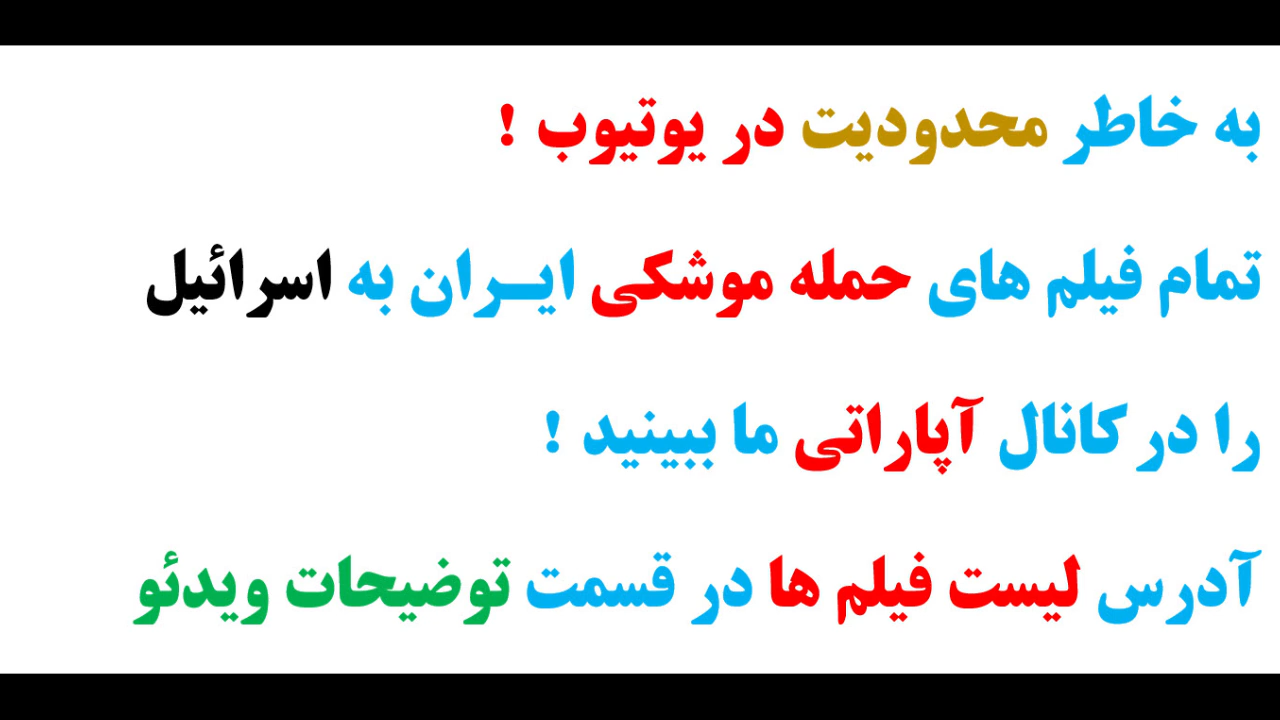 به خاطر محدودیت در یوتیوب !
تمام فیلم های حمله موشکی ایـران به اسرائیل
را در کانال آپاراتی ما ببینید !
آدرس لیست فیلم ها در قسمت توضیحات ویدئو